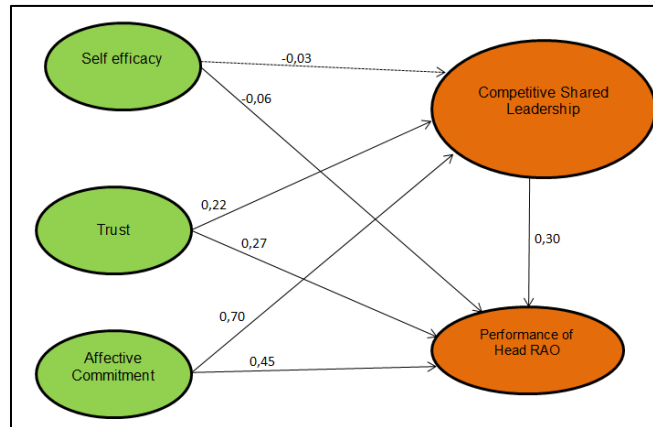 Self efficacy
-0,03
Competitive Shared
Leadership
-0,06
0,22
Trust
0,27
0,30
0,70
Performance of
Head RAO
Affective
Commitment
0,45